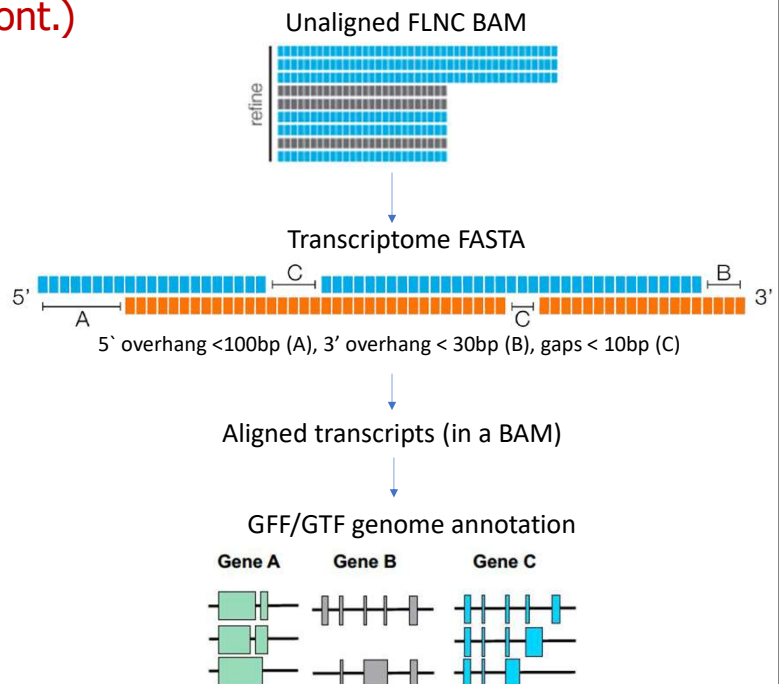 ont.)
Unaligned FLNC BAM
refine
Transcriptome FASTA
C
B
5’
3’
A
C
5` overhang <100bp (A), 3’ overhang < 30bp (B), gaps < 10bp (C)
Aligned transcripts (in a BAM)
GFF/GTF genome annotation
Gene A Gene B Gene C